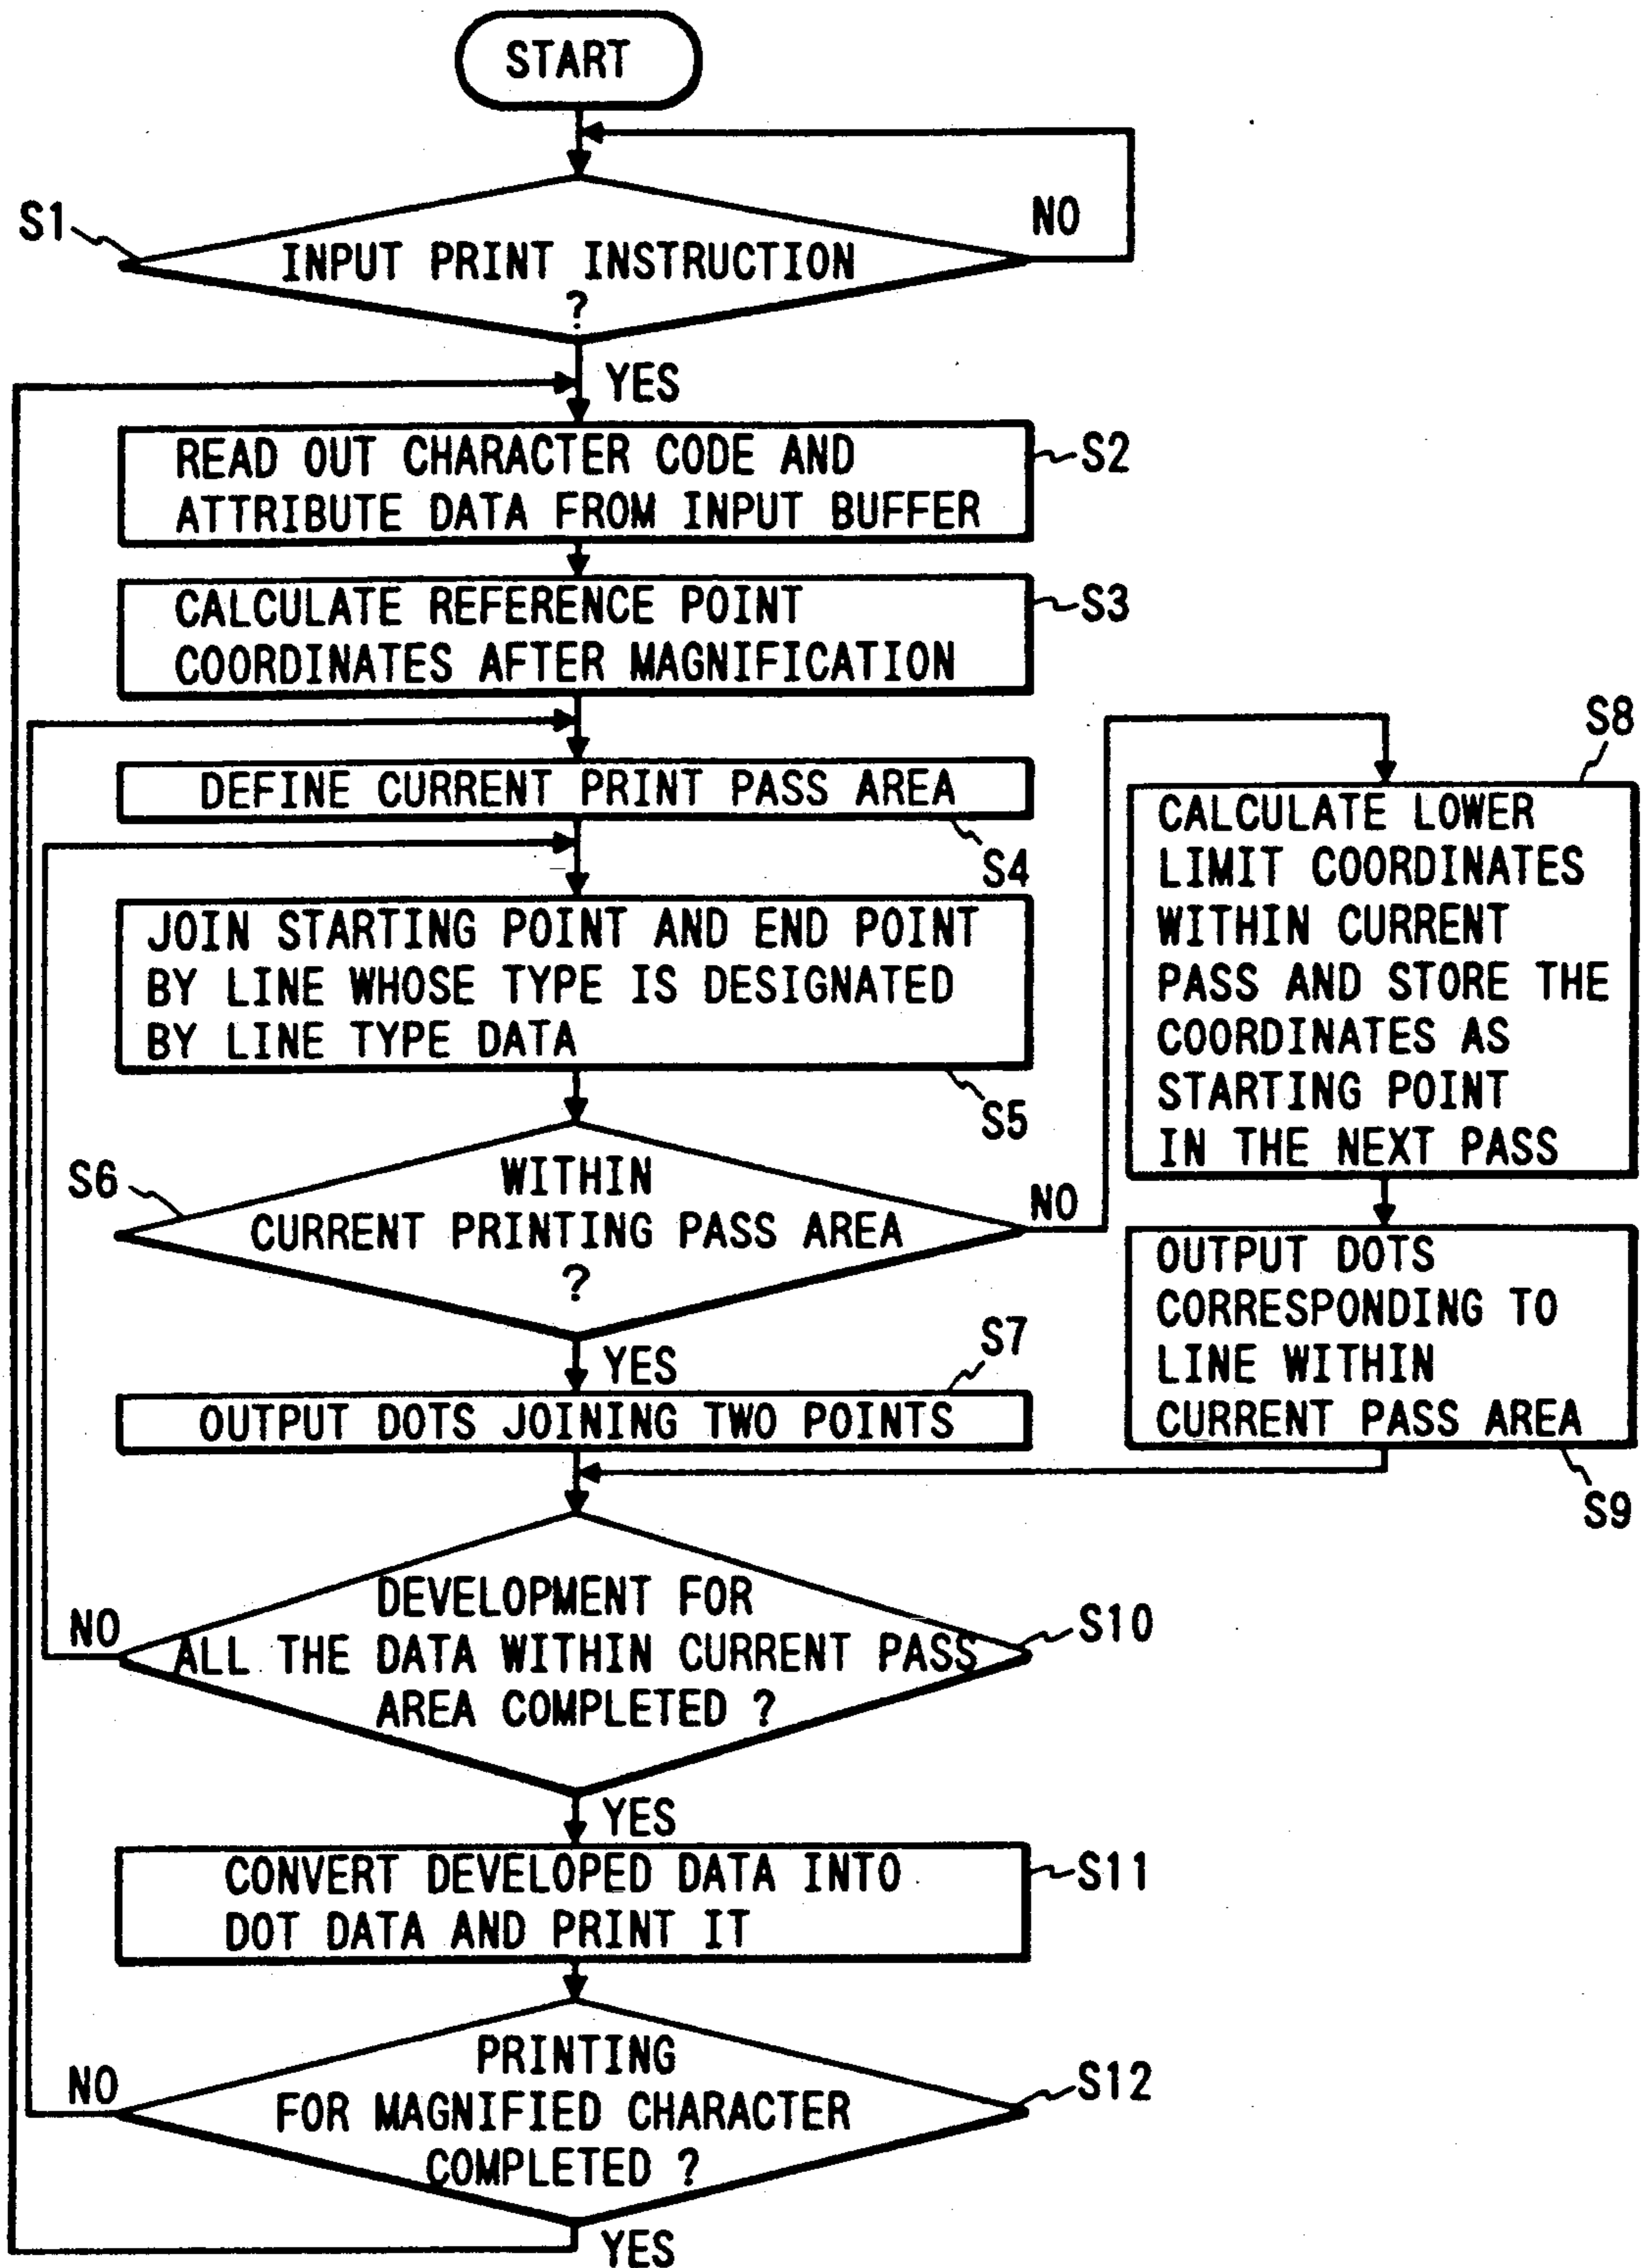 START
NO
S1
INPUT PRINT INSTRUCTION
?
YES
READ OUT CHARACTER CODE AND
ATTRIBUTE DATA FROM INPUT BUFFER
S2
CALCULATE REFERENCE POINT
COORDINATES AFTER MAGNIFICATION
S3
DEFINE CURRENT PRINT PASS AREA
S4
JOIN STARTING POINT AND END POINT
BY LINE WHOSE TYPE IS DESIGNATED
BY LINE TYPE DATA
S5
S6
WITHIN
CURRENT PRINTING PASS AREA
?
NO
YES
S7
OUTPUT DOTS JOINING TWO POINTS
S8
CALCULATE LOWER
LIMIT COORDINATES
WITHIN CURRENT
PASS AND STORE THE
COORDINATES AS
STARTING POINT
IN THE NEXT PASS
OUTPUT DOTS
CORRESPONDING TO
LINE WITHIN
CURRENT PASS AREA
S9
DEVELOPMENT FOR
ALL THE DATA WITHIN CURRENT PASS
AREA COMPLETED ?
S10
NO
YES
CONVERT DEVELOPED DATA INTO
DOT DATA AND PRINT IT
S11
PRINTING
FOR MAGNIFIED CHARACTER
COMPLETED ?
S12
NO
YES